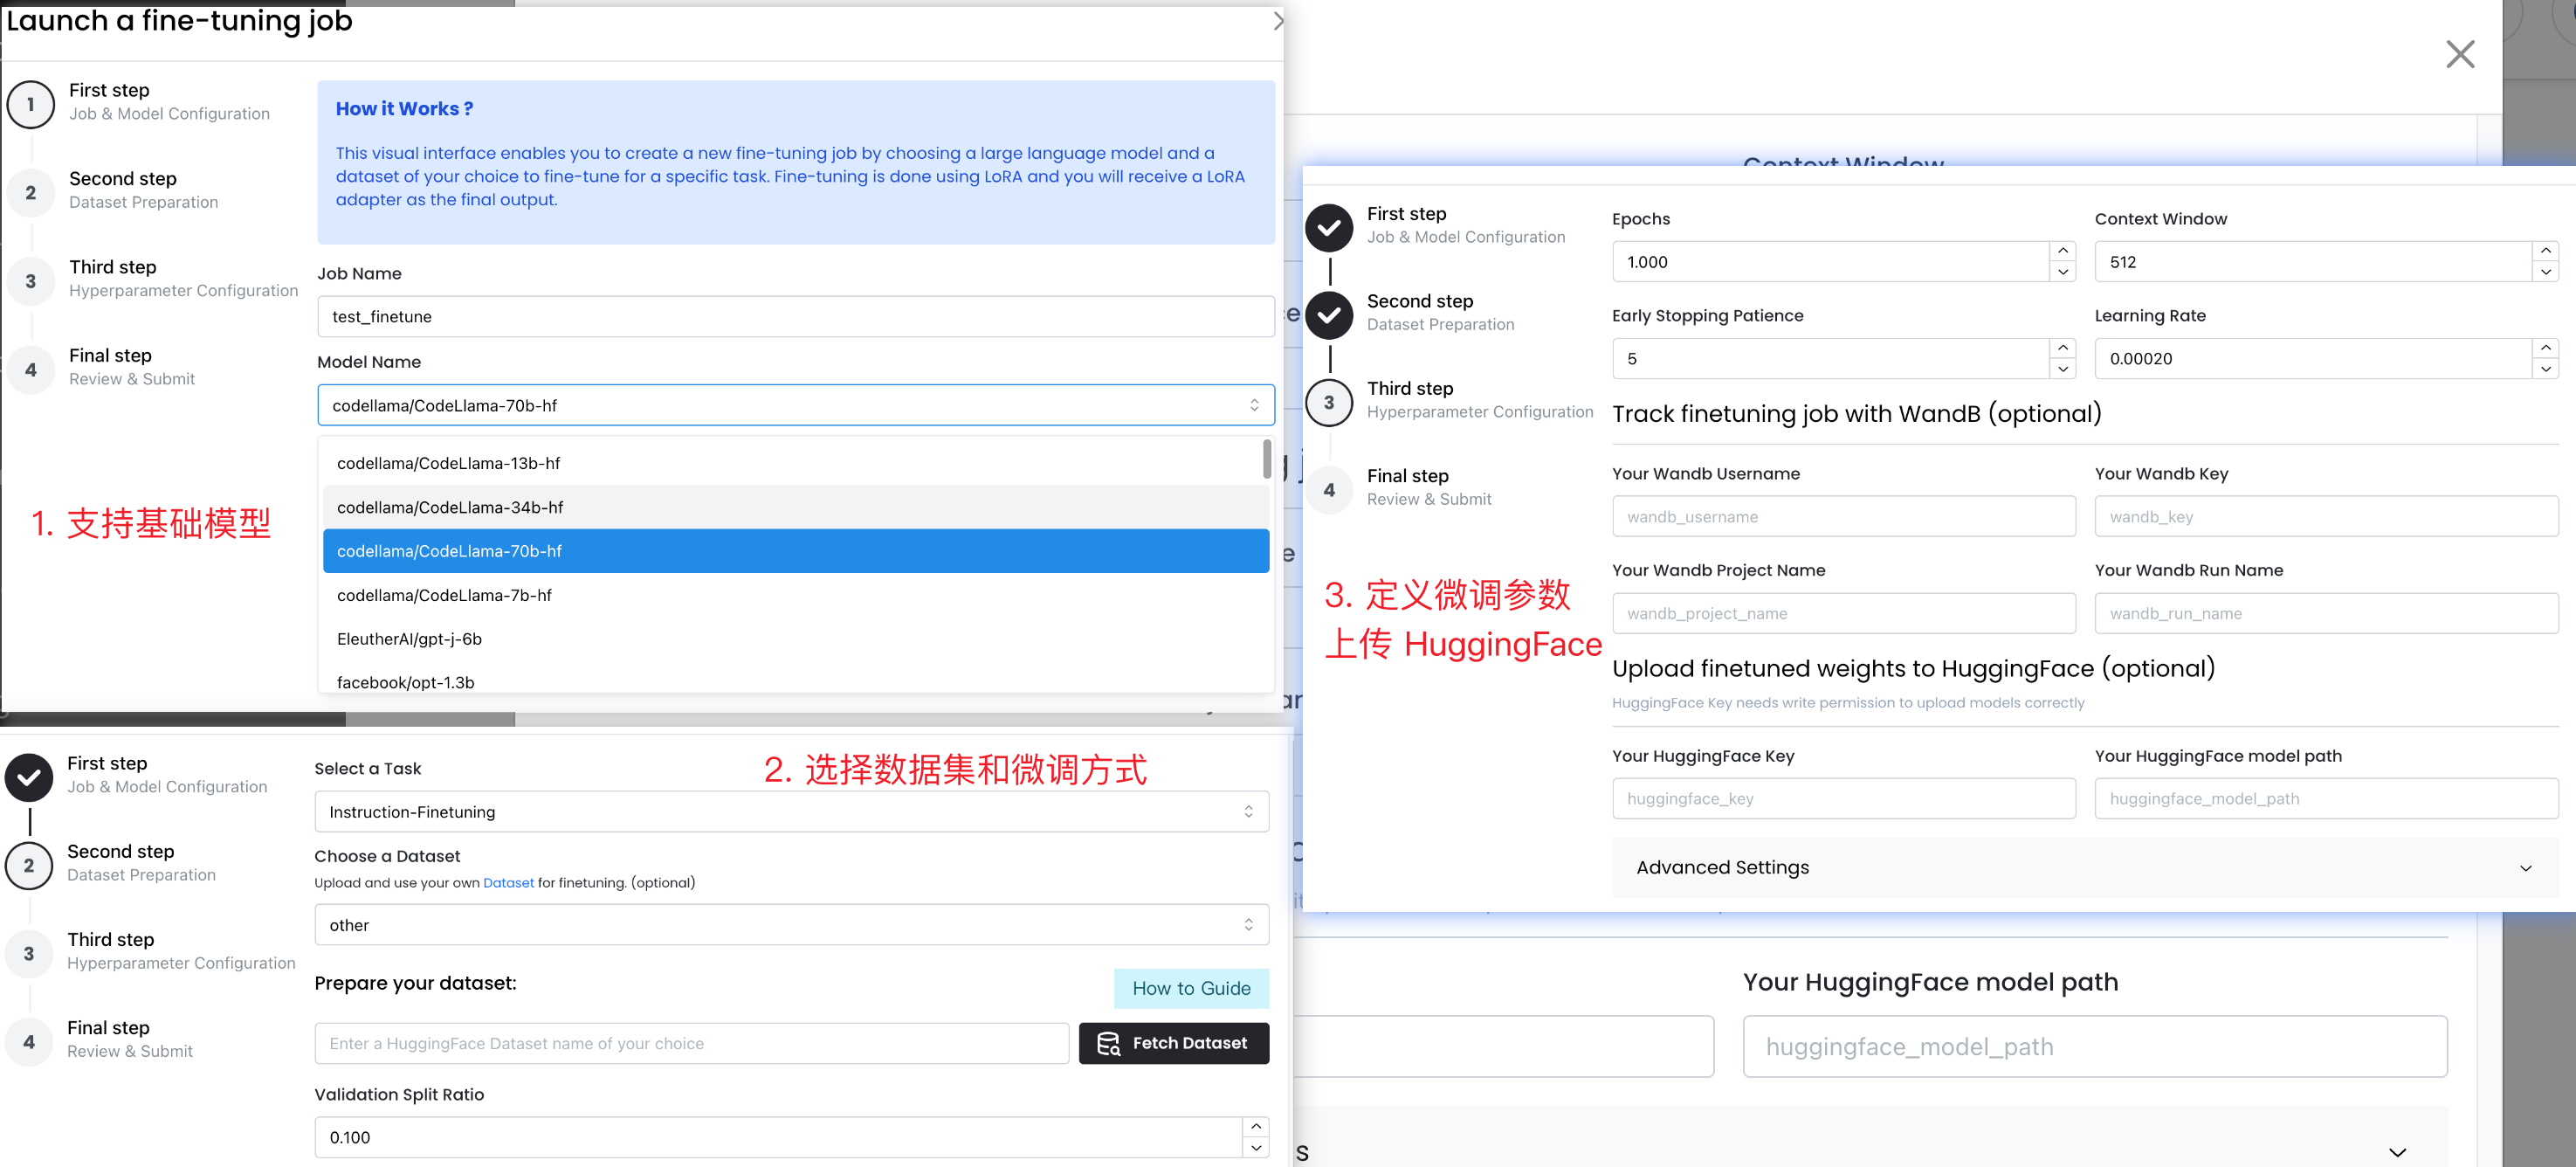 Launch a fine-tuning job
1
First step
Job & Model Configuration
2
Second step
Dataset Preparation
3
Third step
Hyperparameter Configuration
4
Final step
Review & Submit
How it Works ?
This visual interface enables you to create a new fine-tuning job by choosing a large language model and a
dataset of your choice to fine-tune for a specific task. Fine-tuning is done using LoRA and you will receive a LoRA
adapter as the final output.
Job Name
test_finetune
Model Name
codellama/CodeLlama-70b-hf
codellama/CodeLlama-13b-hf
codellama/CodeLlama-34b-hf
codellama/CodeLlama-70b-hf
codellama/CodeLlama-7b-hf
EleutherAI/gpt-j-6b
facebook/opt-1.3b
1. 支持基础模型
First step
Job & Model Configuration
2
Second step
Dataset Preparation
3
Third step
Hyperparameter Configuration
4
Final step
Review & Submit
2. 选择数据集和微调方式
Select a Task
Instruction-Finetuning
Choose a Dataset
Upload and use your own Dataset for finetuning. (optional)
other
Prepare your dataset:
How to Guide
Enter a HuggingFace Dataset name of your choice
Fetch Dataset
Validation Split Ratio
0.100
Context Window
First step
Job & Model Configuration
Second step
Dataset Preparation
3
Third step
Hyperparameter Configuration
4
Final step
Review & Submit
3. 定义微调参数
上传 HuggingFace
Epochs
Context Window
1.000
512
Early Stopping Patience
Learning Rate
5
0.00020
Track finetuning job with WandB (optional)
Your Wandb Username
Your Wandb Key
wandb_username
wandb_key
Your Wandb Project Name
Your Wandb Run Name
wandb_project_name
wandb_run_name
Upload finetuned weights to HuggingFace (optional)
HuggingFace Key needs write permission to upload models correctly
Your HuggingFace Key
Your HuggingFace model path
huggingface_key
huggingface_model_path
Advanced Settings
Your HuggingFace model path
huggingface_model_path